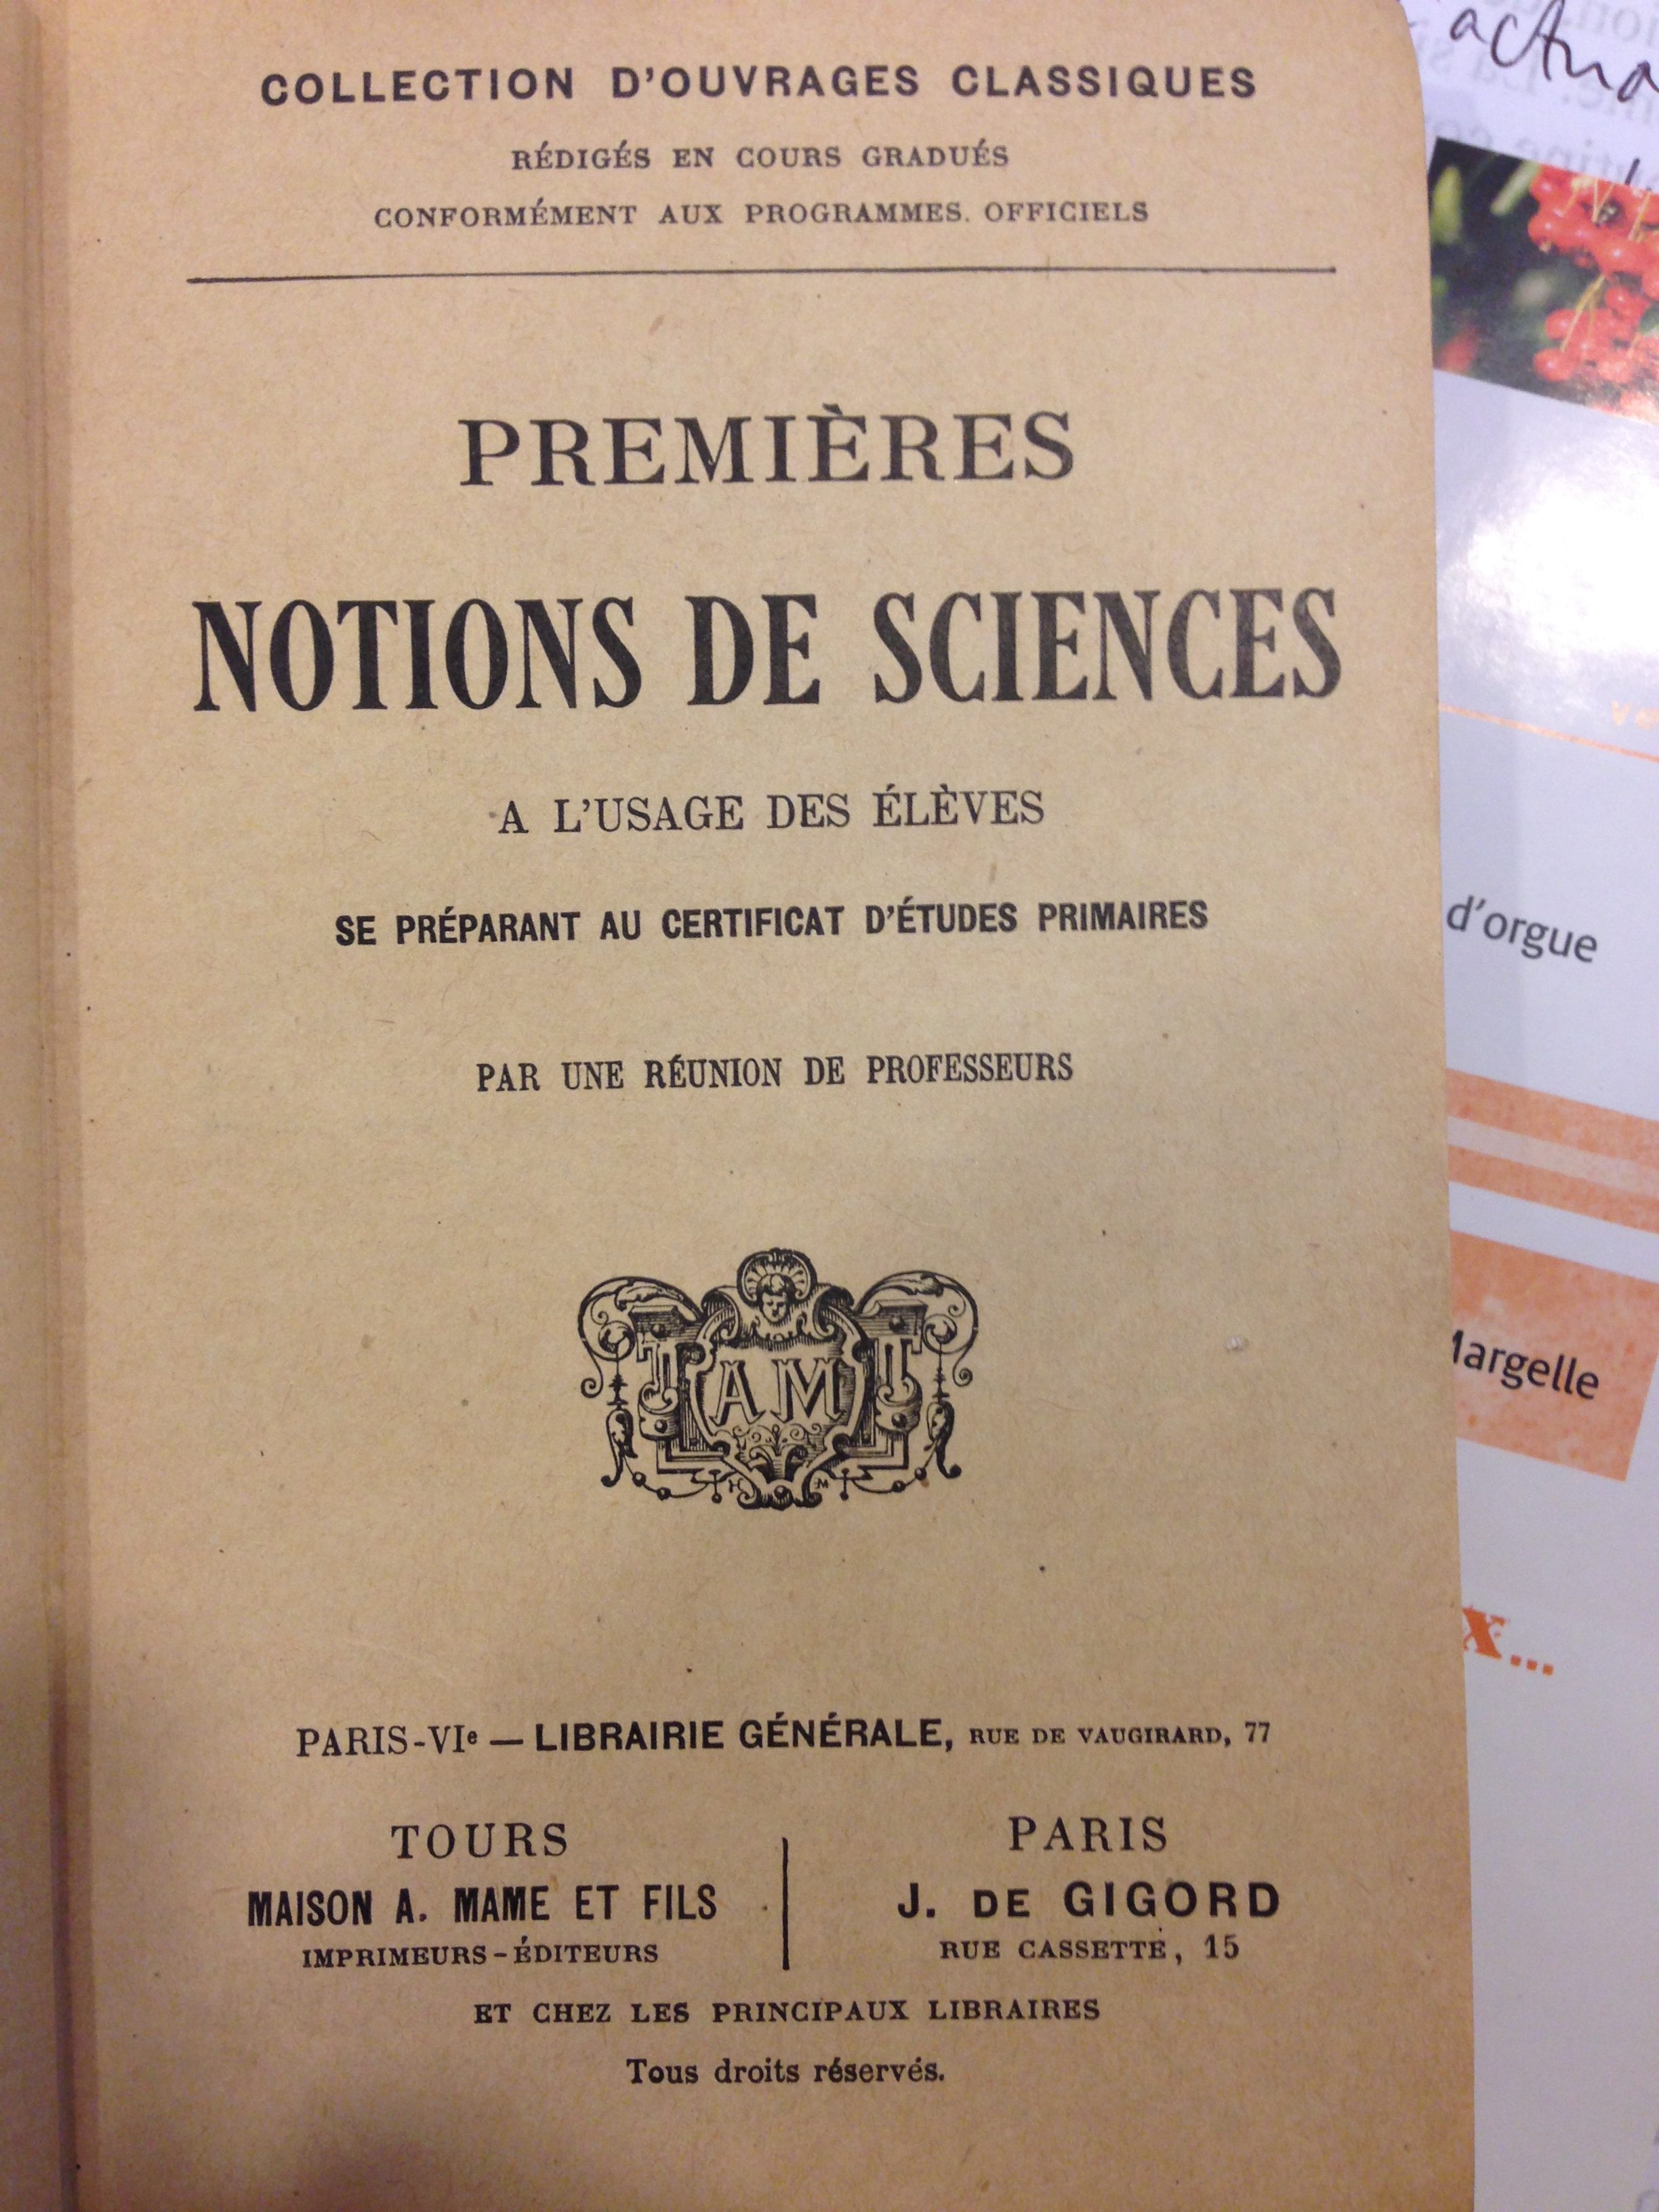 COLLECTION D'OUVRAGES CLASSIQUES
RÉDIGÉS EN COURS GRADUÉS
CONFORMÉMENT AUX PROGRAMMES. OFFICIELS
PREMIÈRES
NOTIONS DE SCIENCES
A L'USAGE DES ÉLÈVES
SE PRÉPARANT AU CERTIFICAT D'ÉTUDES PRIMAIRES
PAR UNE RÉUNION DE PROFESSEURS
AM
PARIS-VIe — LIBRAIRIE GÉNÉRALE, RUE DE VAUGIRARD, 77
TOURS
MAISON A. MAME ET FILS
IMPRIMEURS-ÉDITEURS
PARIS
J. DE GIGORD
RUE CASSETTE, 15
ET CHEZ LES PRINCIPAUX LIBRAIRES
Tous droits réservés.
d'orgue
x...